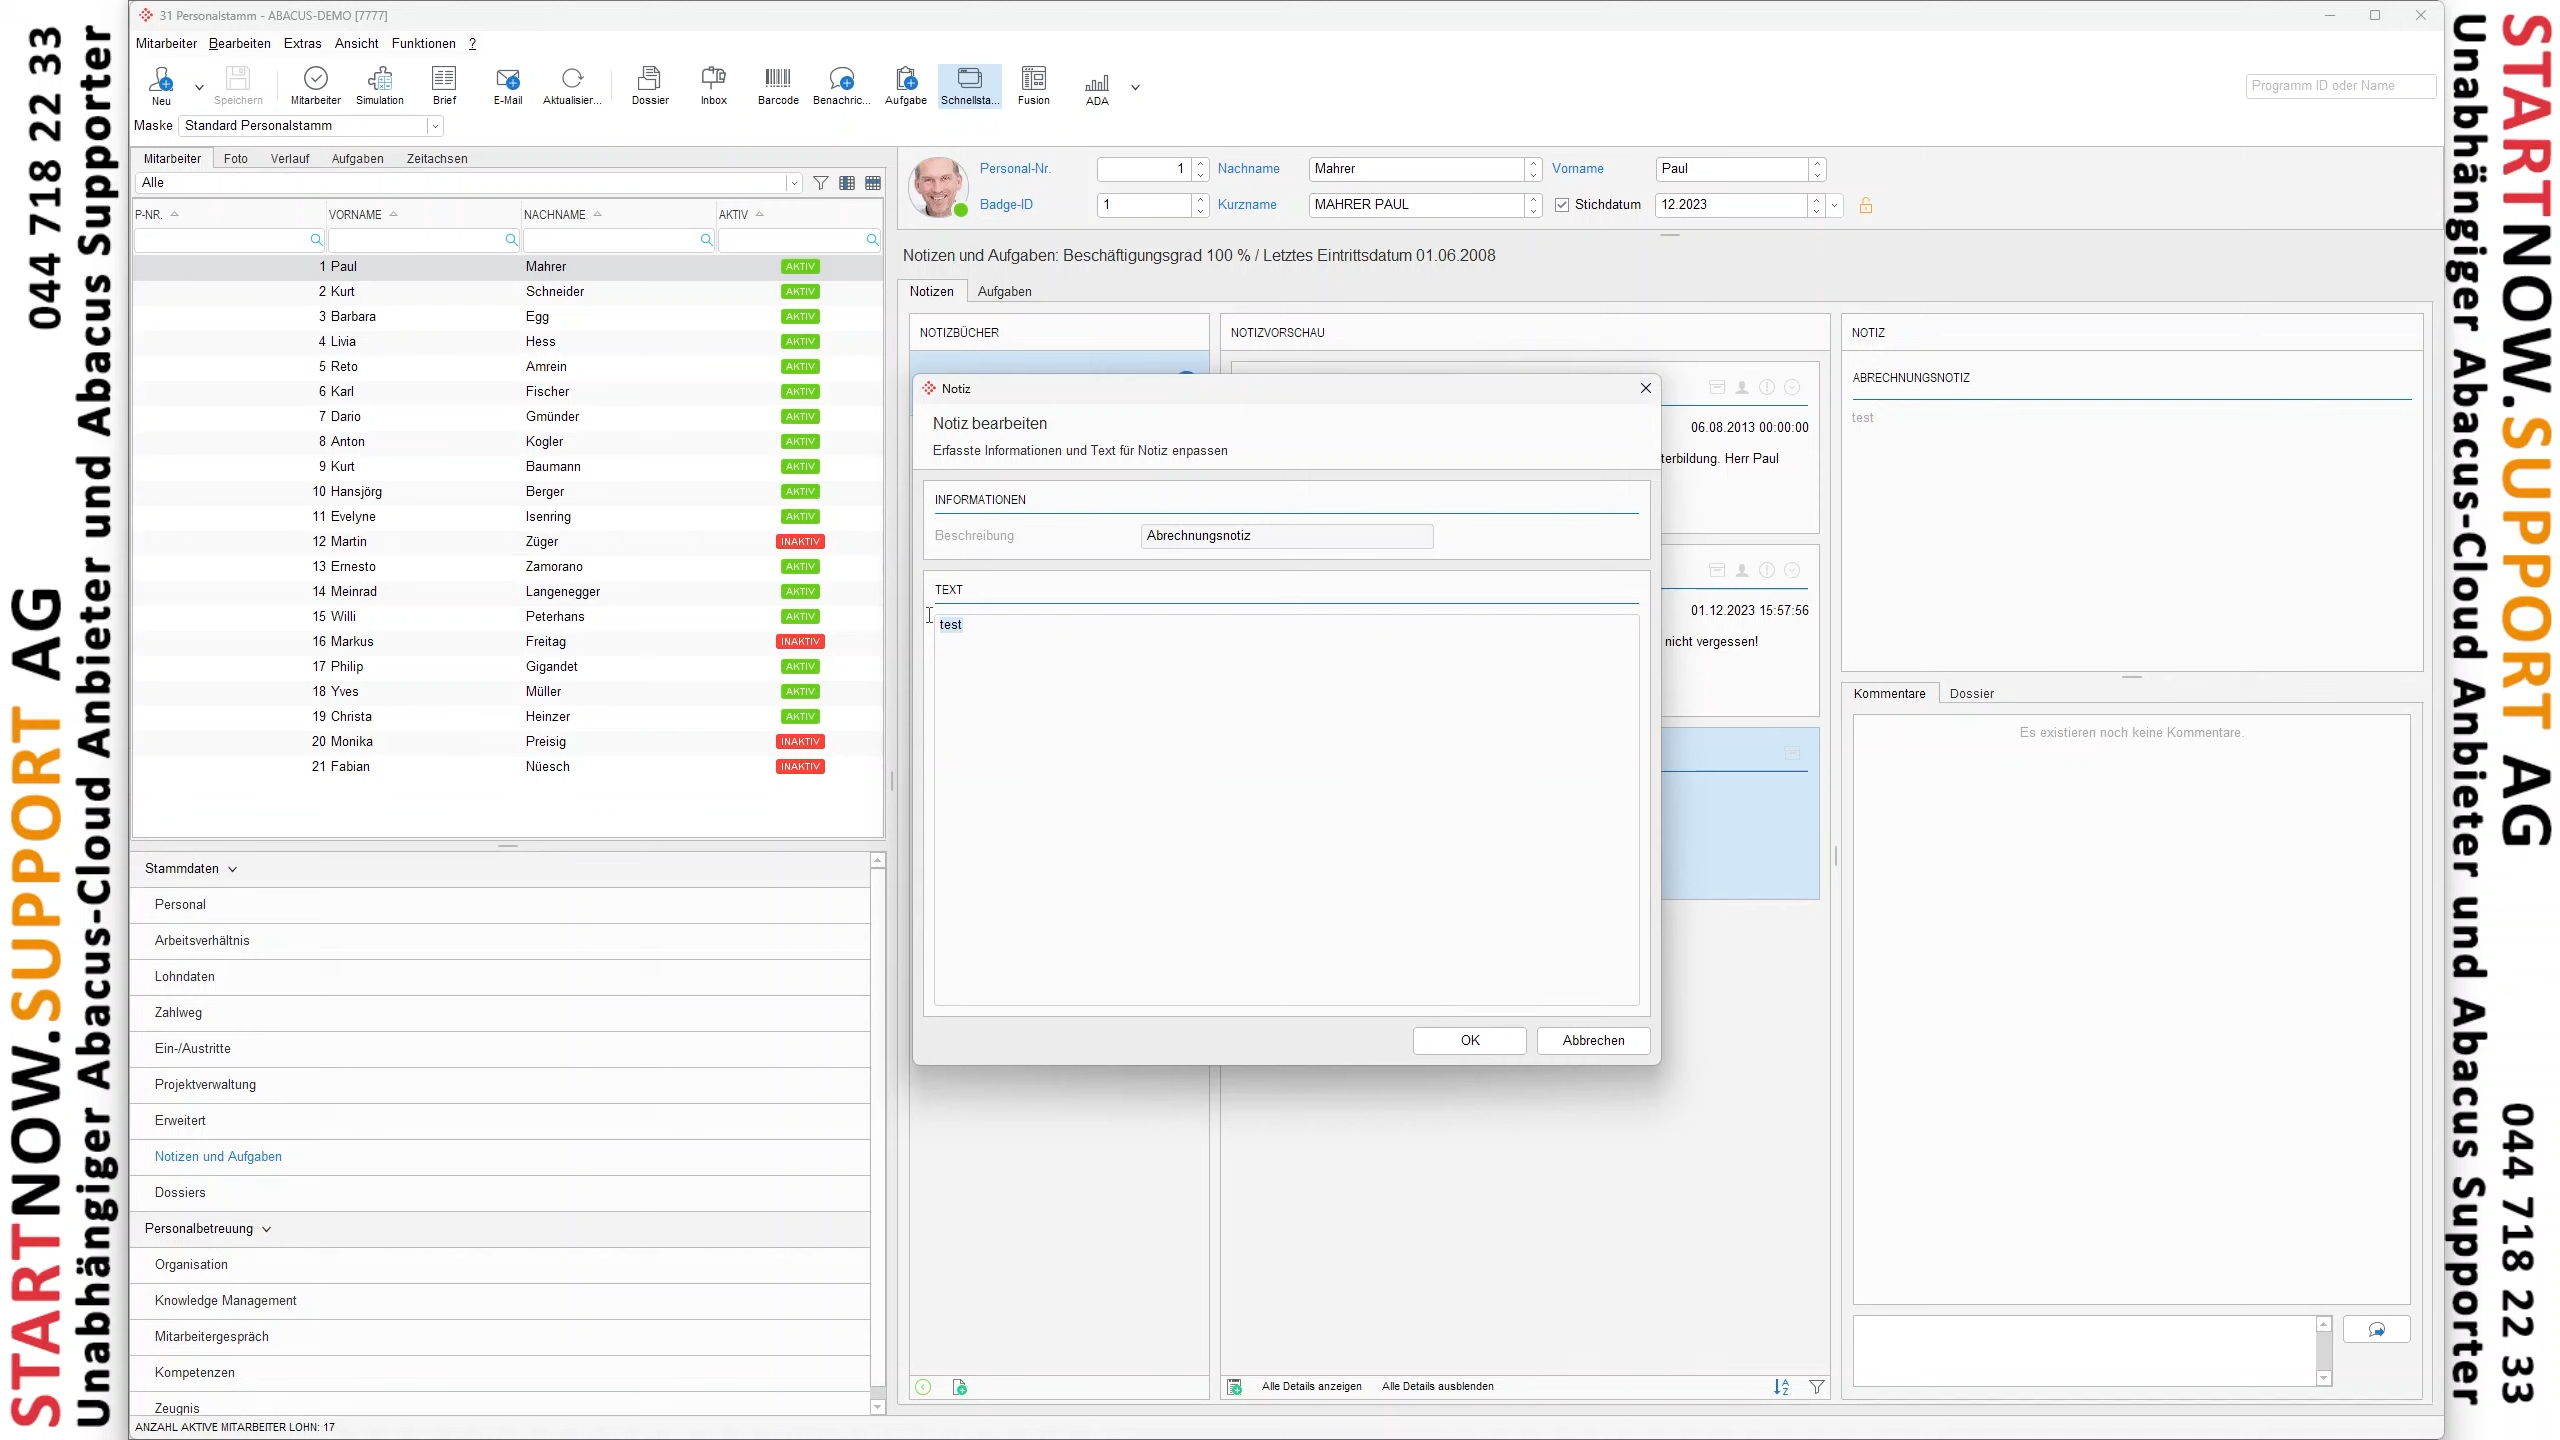 STARTNOW.SUPPORT AG 044 718 22 33
Unabhängiger Abacus-Cloud Anbieter und Abacus Supporter
31 Personalstamm - ABACUS-DEMO [7777]
Mitarbeiter Bearbeiten Extras Ansicht Funktionen ?
Neu Speichern Mitarbeiter Simulation Brief E-Mail Aktualisier... Dossier Inbox Barcode Benachric... Aufgabe Schnellsta... Fusion ADA
Programm ID oder Name
Maske Standard Personalstamm
Mitarbeiter Foto Verlauf Aufgaben Zeitachsen
Alle
P-NR. VORNAME NACHNAME AKTIV
1 Paul Mahrer AKTIV
2 Kurt Schneider AKTIV
3 Barbara Egg AKTIV
4 Livia Hess AKTIV
5 Reto Amrein AKTIV
6 Karl Fischer AKTIV
7 Dario Gmünder AKTIV
8 Anton Kogler AKTIV
9 Kurt Baumann AKTIV
10 Hansjörg Berger AKTIV
11 Evelyne Isenring AKTIV
12 Martin Züger INAKTIV
13 Ernesto Zamorano AKTIV
14 Meinrad Langenegger AKTIV
15 Willi Peterhans AKTIV
16 Markus Freitag INAKTIV
17 Philip Gigandet AKTIV
18 Yves Müller AKTIV
19 Christa Heinzer AKTIV
20 Monika Preisig INAKTIV
21 Fabian Nüesch INAKTIV
Stammdaten
Personal
Arbeitsverhältnis
Lohndaten
Zahlweg
Ein-/Austritte
Projektverwaltung
Erweitert
Notizen und Aufgaben
Dossiers
Personalbetreuung
Organisation
Knowledge Management
Mitarbeitergespräch
Kompetenzen
Zeugnis
ANZAHL AKTIVE MITARBEITER LOHN: 17
Personal-Nr. 1 Nachname Mahrer Vorname Paul
Badge-ID 1 Kurzname MAHRER PAUL Stichdatum 12.2023
Notizen und Aufgaben: Beschäftigungsgrad 100 % / Letztes Eintrittsdatum 01.06.2008
Notizen Aufgaben
NOTIZBÜCHER
NOTIZVORSCHAU
06.08.2013 00:00:00
terbildung. Herr Paul
01.12.2023 15:57:56
nicht vergessen!
Alle Details anzeigen Alle Details ausblenden
Notiz
Notiz bearbeiten
Erfasste Informationen und Text für Notiz enpassen
INFORMATIONEN
Beschreibung Abrechnungsnotiz
TEXT
test
OK Abbrechen
NOTIZ
ABRECHNUNGSNOTIZ
test
Kommentare Dossier
Es existieren noch keine Kommentare.
STARTNOW.SUPPORT AG 044 718 22 33
Unabhängiger Abacus-Cloud Anbieter und Abacus Supporter